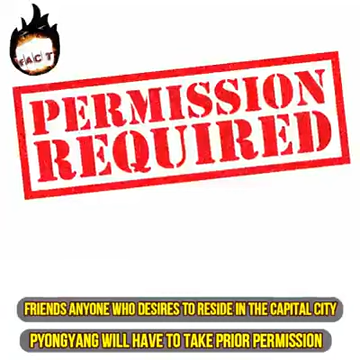 FACT
PERMISSION
REQUIRED
FRIENDS ANYONE WHO DESIRES TO RESIDE IN THE CAPITAL CITY
PYONGYANG WILL HAVE TO TAKE PRIOR PERMISSION